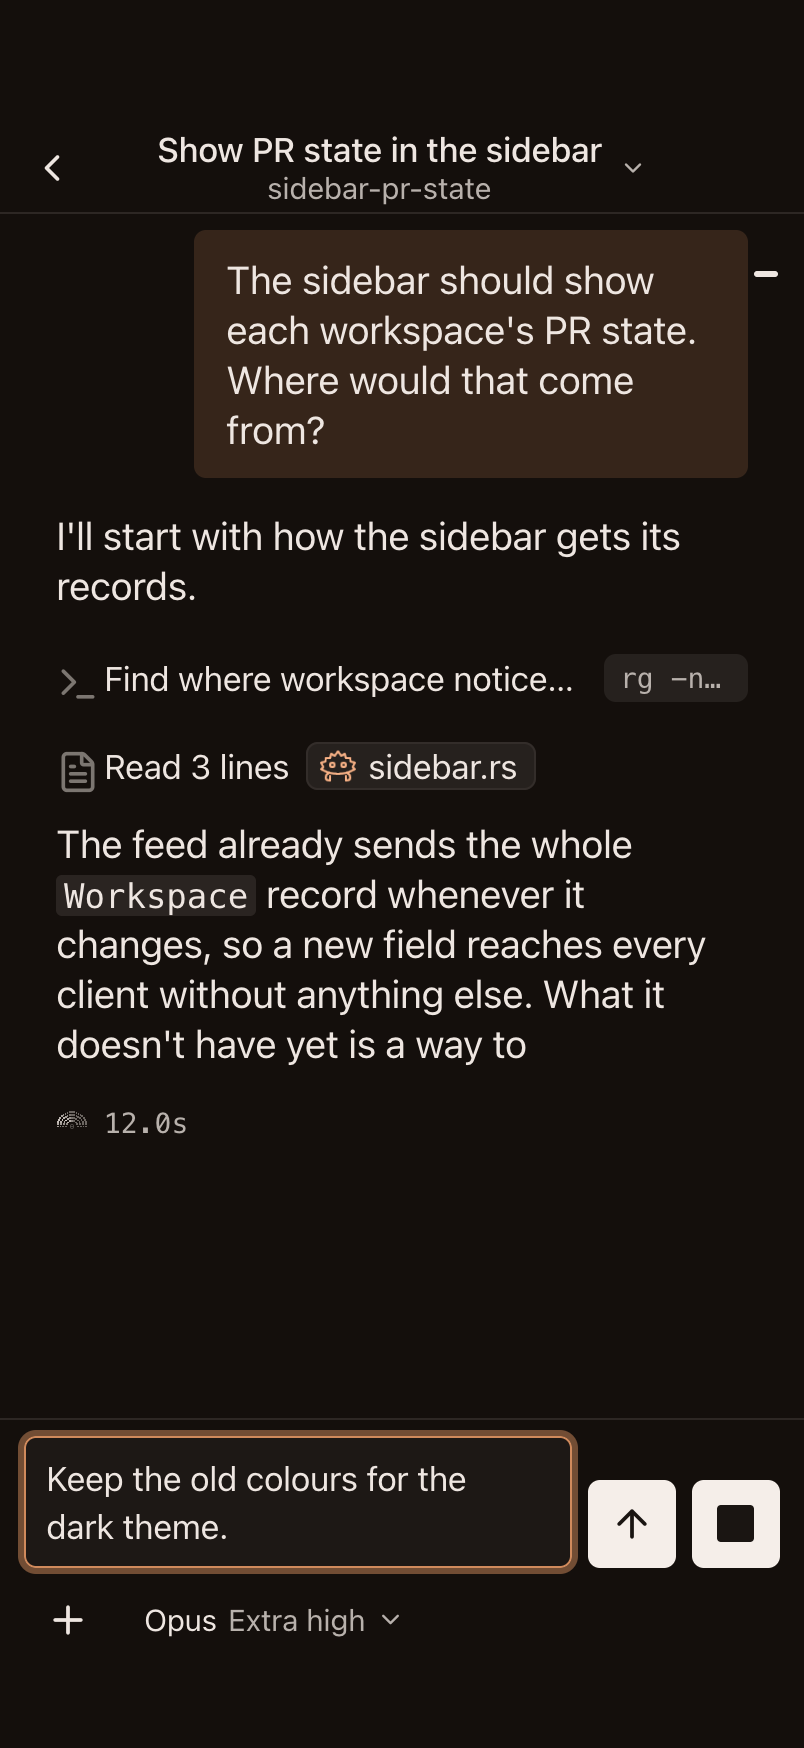 Show PR state in the sidebar
sidebar-pr-state
The sidebar should show
each workspace's PR state.
Where would that come
from?
I'll start with how the sidebar gets its
records.
Find where workspace notice... rg -n…
Read 3 lines sidebar.rs
The feed already sends the whole
Workspace record whenever it
changes, so a new field reaches every
client without anything else. What it
doesn't have yet is a way to
12.0s
Keep the old colours for the
dark theme.
Opus Extra high